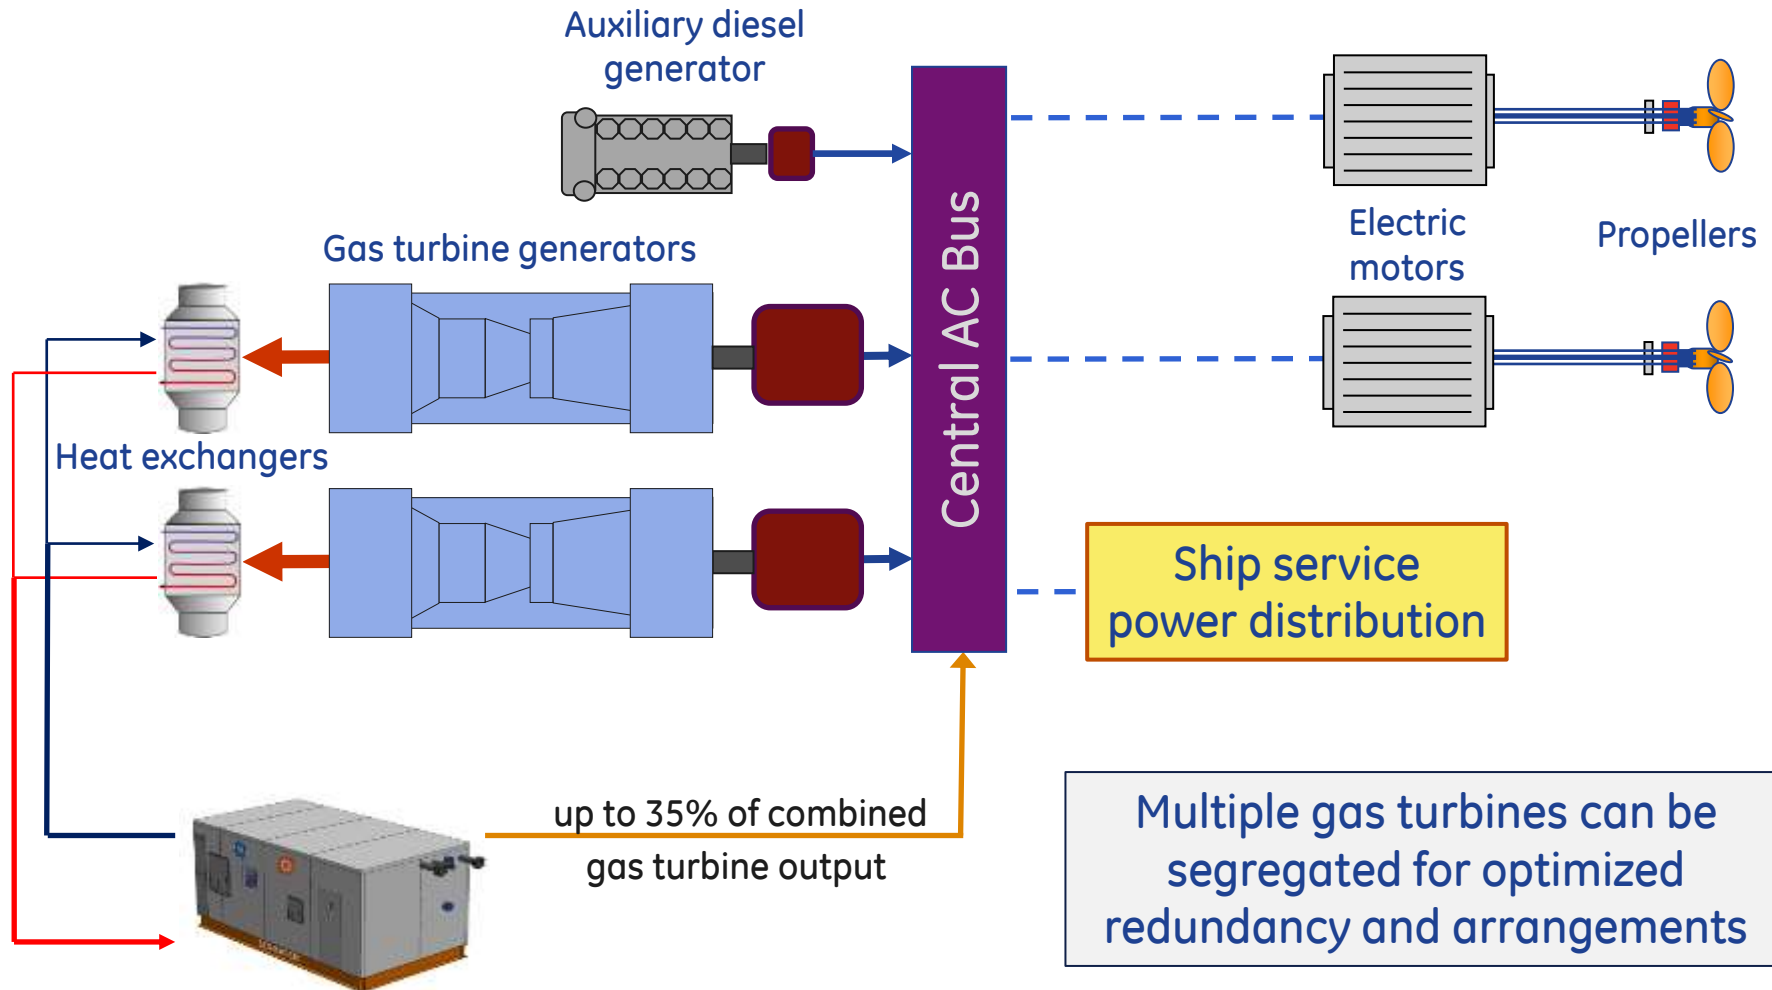 Auxiliary diesel
generator
Gas turbine generators
Heat exchangers
Central AC Bus
Electric
motors
Propellers
Ship service
power distribution
up to 35% of combined
gas turbine output
Multiple gas turbines can be
segregated for optimized
redundancy and arrangements